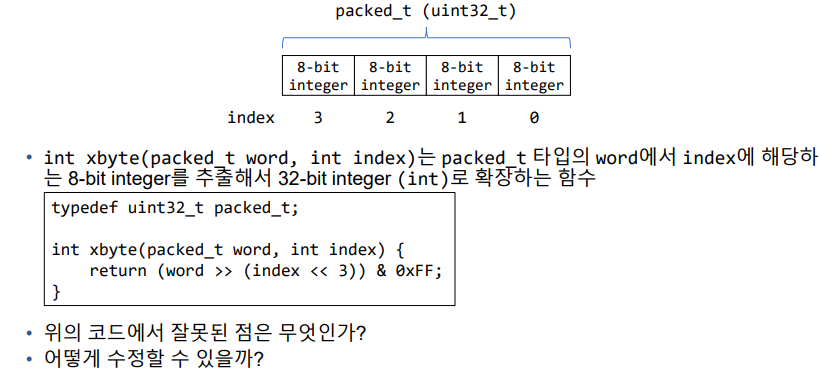 packed_t (uint32_t)
8-bit 8-bit 8-bit 8-bit
integer integer integer integer
index 3 2 1 0
• int xbyte(packed_t word, int index)는 packed_t 타입의 word에서 index에 해당하
는 8-bit integer를 추출해서 32-bit integer (int)로 확장하는 함수
typedef uint32_t packed_t;
int xbyte(packed_t word, int index) {
    return (word >> (index << 3)) & 0xFF;
}
• 위의 코드에서 잘못된 점은 무엇인가?
• 어떻게 수정할 수 있을까?